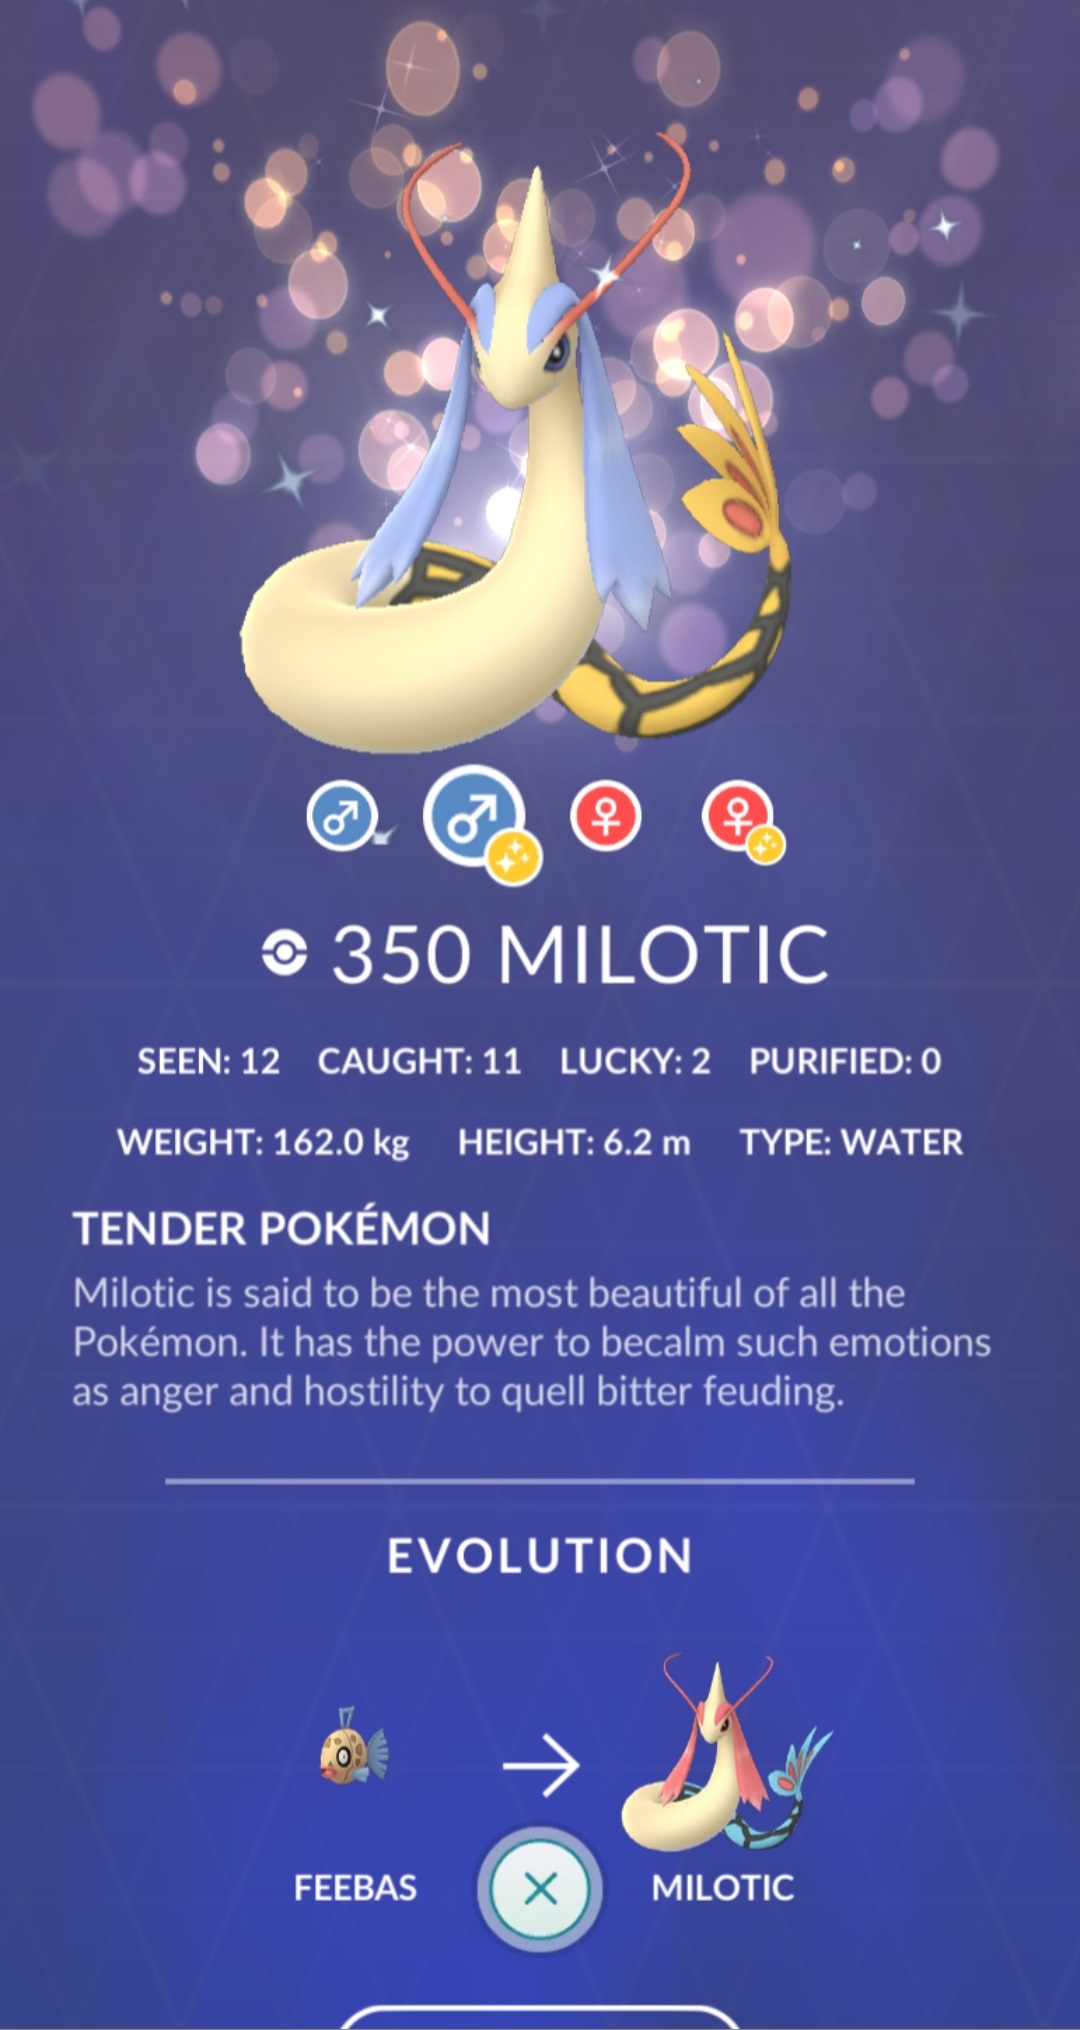 350 MILOTIC
SEEN: 12 CAUGHT: 11 LUCKY: 2 PURIFIED: 0
WEIGHT: 162.0 kg HEIGHT: 6.2 m TYPE: WATER
TENDER POKÉMON
Milotic is said to be the most beautiful of all the
Pokémon. It has the power to becalm such emotions
as anger and hostility to quell bitter feuding.
EVOLUTION
FEEBAS MILOTIC